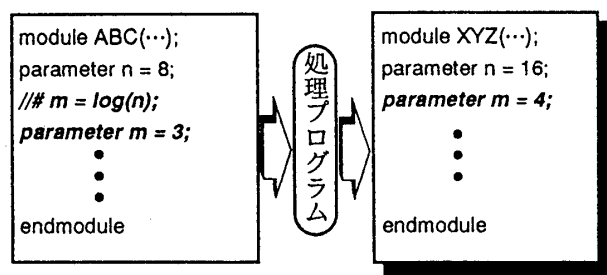 module ABC(···);
parameter n = 8;
//# m = log(n);
parameter m = 3;
endmodule
処理プログラム
module XYZ(···);
parameter n = 16;
parameter m = 4;
endmodule